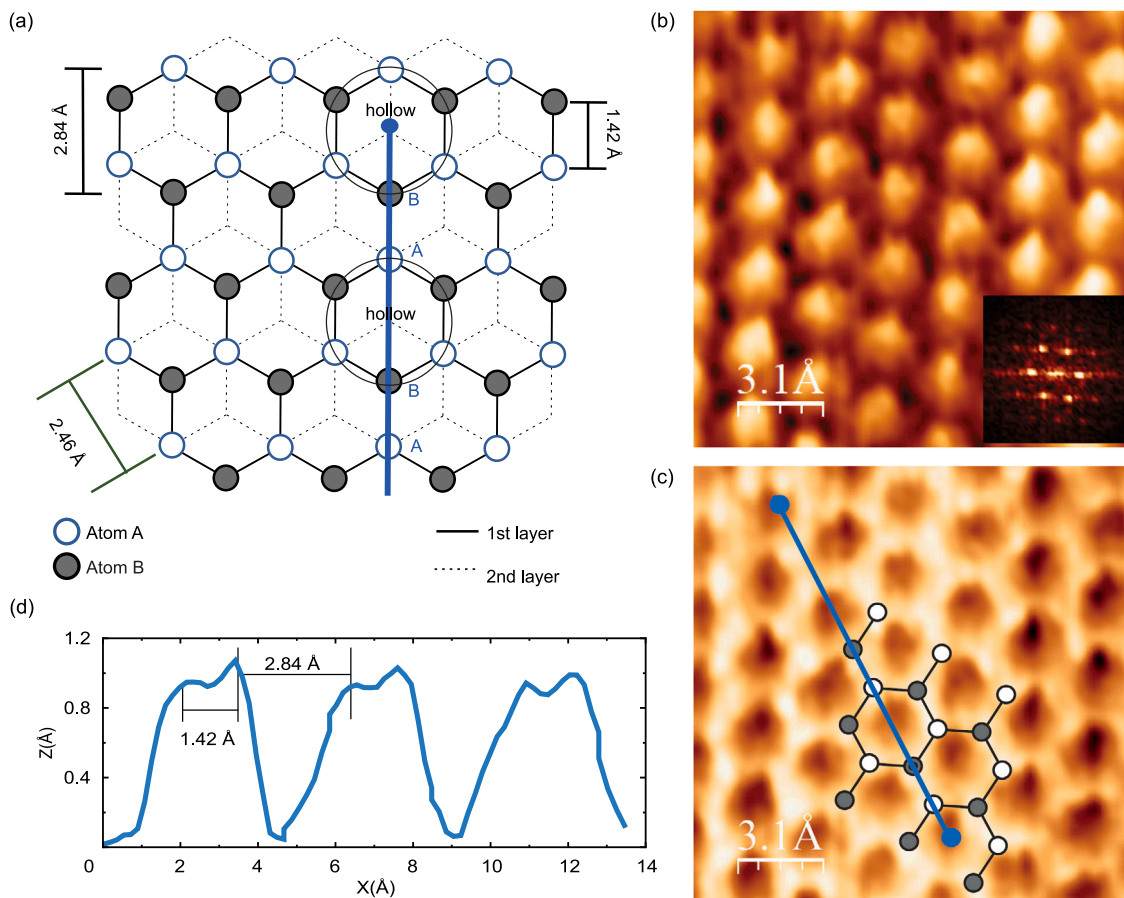 (a)
2.84 Å
hollow
1.42 Å
B
A
hollow
B
2.46 Å
A
Atom A
1st layer
Atom B
2nd layer
(b)
3.1Å
(c)
3.1Å
(d)
1.2
2.84 Å
0.8
1.42 Å
Z(Å)
0.4
0
2
4
6
8
10
12
14
X(Å)